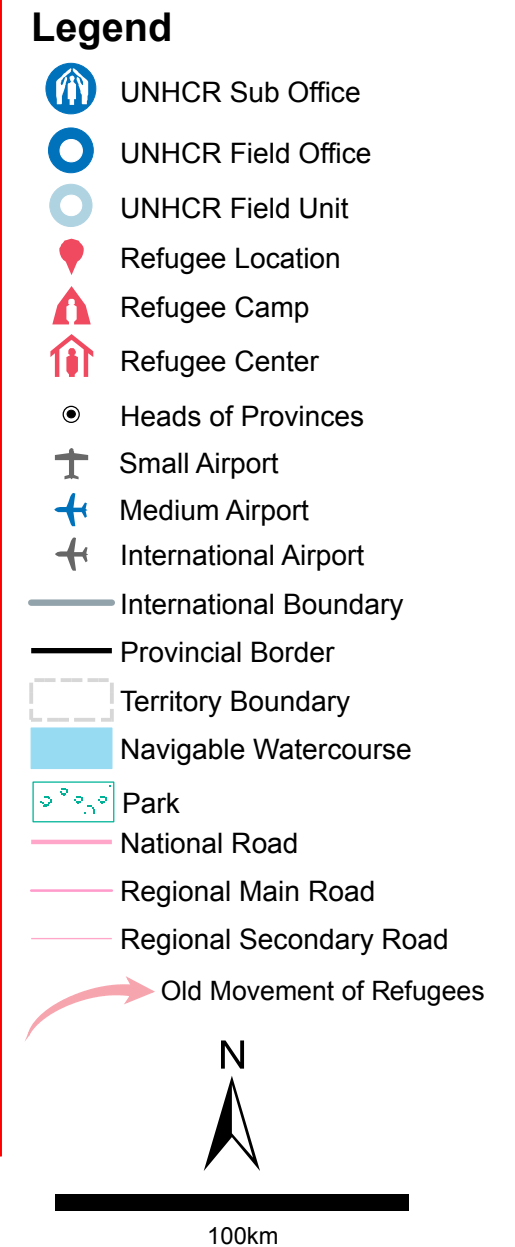 Legend
UNHCR Sub Office
UNHCR Field Office
UNHCR Field Unit
Refugee Location
Refugee Camp
Refugee Center
Heads of Provinces
Small Airport
Medium Airport
International Airport
International Boundary
Provincial Border
Territory Boundary
Navigable Watercourse
Park
National Road
Regional Main Road
Regional Secondary Road
Old Movement of Refugees
N
100km